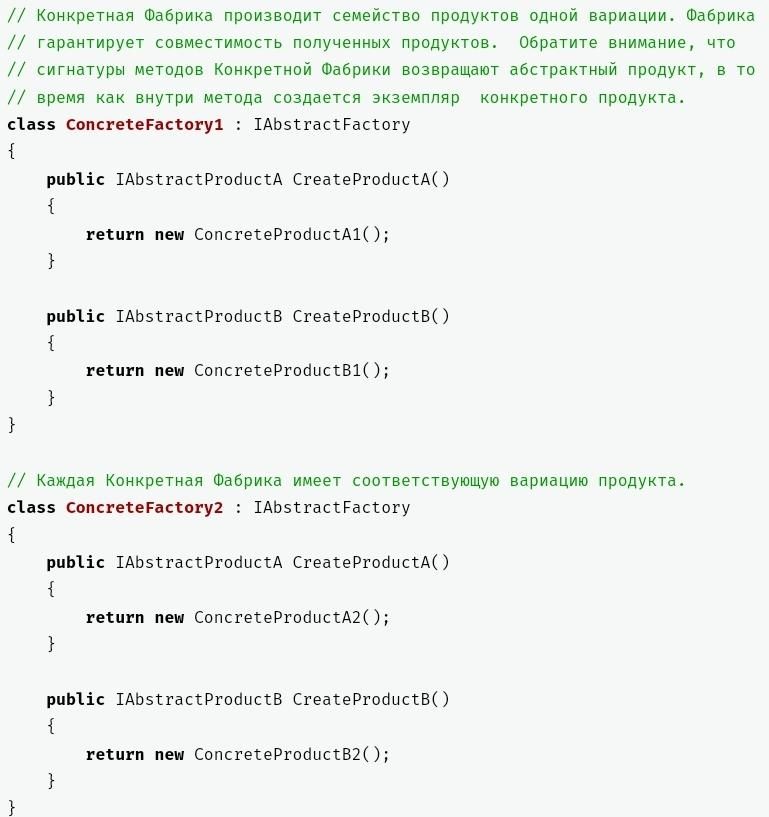 // Конкретная Фабрика производит семейство продуктов одной вариации. Фабрика
// гарантирует совместимость полученных продуктов.  Обратите внимание, что
// сигнатуры методов Конкретной Фабрики возвращают абстрактный продукт, в то
// время как внутри метода создается экземпляр  конкретного продукта.
class ConcreteFactory1 : IAbstractFactory
{
    public IAbstractProductA CreateProductA()
    {
        return new ConcreteProductA1();
    }

    public IAbstractProductB CreateProductB()
    {
        return new ConcreteProductB1();
    }
}

// Каждая Конкретная Фабрика имеет соответствующую вариацию продукта.
class ConcreteFactory2 : IAbstractFactory
{
    public IAbstractProductA CreateProductA()
    {
        return new ConcreteProductA2();
    }

    public IAbstractProductB CreateProductB()
    {
        return new ConcreteProductB2();
    }
}